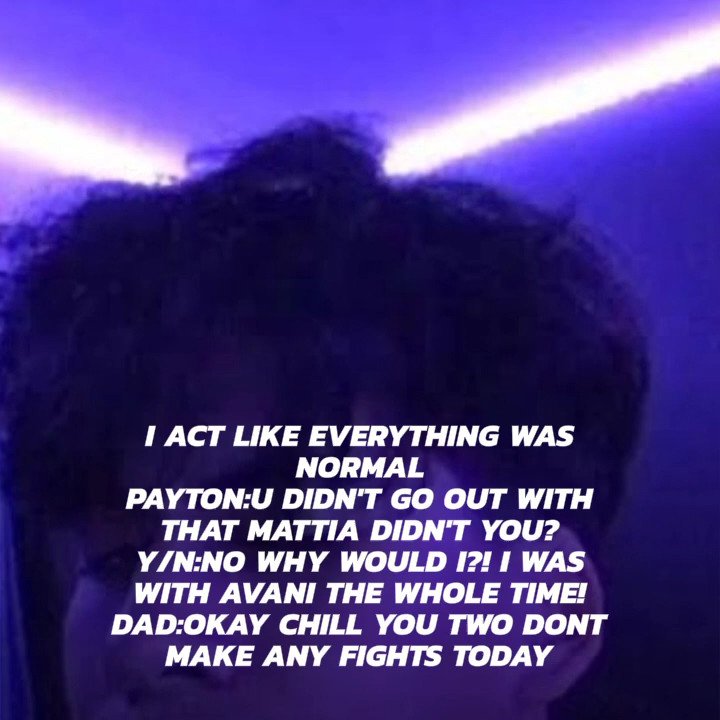 I ACT LIKE EVERYTHING WAS
NORMAL
PAYTON:U DIDN'T GO OUT WITH
THAT MATTIA DIDN'T YOU?
Y/N:NO WHY WOULD I?! I WAS
WITH AVANI THE WHOLE TIME!
DAD:OKAY CHILL YOU TWO DONT
MAKE ANY FIGHTS TODAY